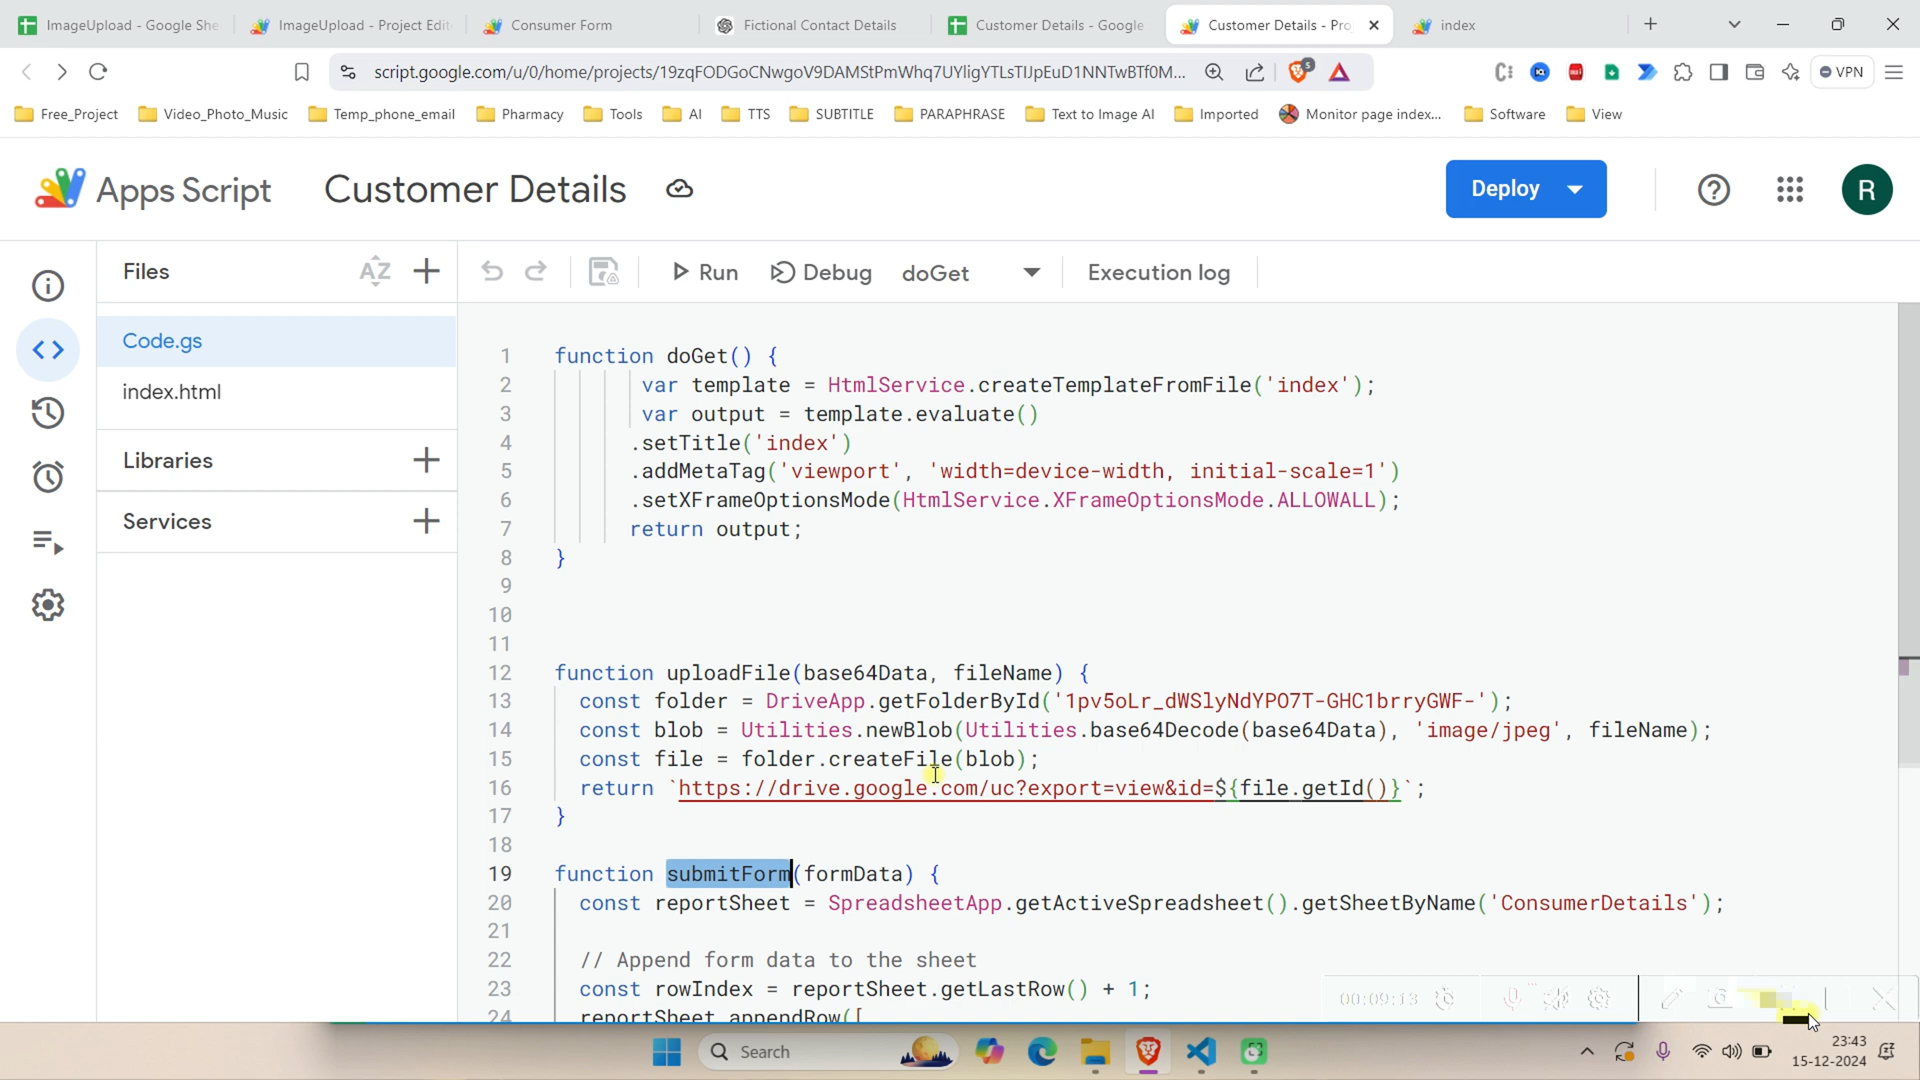 ImageUpload - Google She
ImageUpload - Project Edit
Consumer Form
Fictional Contact Details
Customer Details - Google
Customer Details - Pro
index
script.google.com/u/0/home/projects/19zqFODGoCNwgoV9DAMStPmWhq7UYligYTLsTIJpEuD1NNTwBTf0M...
5
VPN
Free_Project
Video_Photo_Music
Temp_phone_email
Pharmacy
Tools
AI
TTS
SUBTITLE
PARAPHRASE
Text to Image AI
Imported
Monitor page index...
Software
View
Apps Script
Customer Details
Deploy
R
Files
AZ
Run
Debug
doGet
Execution log
Code.gs
index.html
Libraries
Services
1 function doGet() {
2 var template = HtmlService.createTemplateFromFile('index');
3 var output = template.evaluate()
4 .setTitle('index')
5 .addMetaTag('viewport', 'width=device-width, initial-scale=1')
6 .setXFrameOptionsMode(HtmlService.XFrameOptionsMode.ALLOWALL);
7 return output;
8 }
9
10
11
12 function uploadFile(base64Data, fileName) {
13 const folder = DriveApp.getFolderById('1pv5oLr_dWSlyNdYPO7T-GHC1brryGWF-');
14 const blob = Utilities.newBlob(Utilities.base64Decode(base64Data), 'image/jpeg', fileName);
15 const file = folder.createFile(blob);
16 return `https://drive.google.com/uc?export=view&id=${file.getId()}`;
17 }
18
19 function submitForm(formData) {
20 const reportSheet = SpreadsheetApp.getActiveSpreadsheet().getSheetByName('ConsumerDetails');
21
22 // Append form data to the sheet
23 const rowIndex = reportSheet.getLastRow() + 1;
24 reportSheet.appendRow([
00:09:13
Search
23:43
15-12-2024